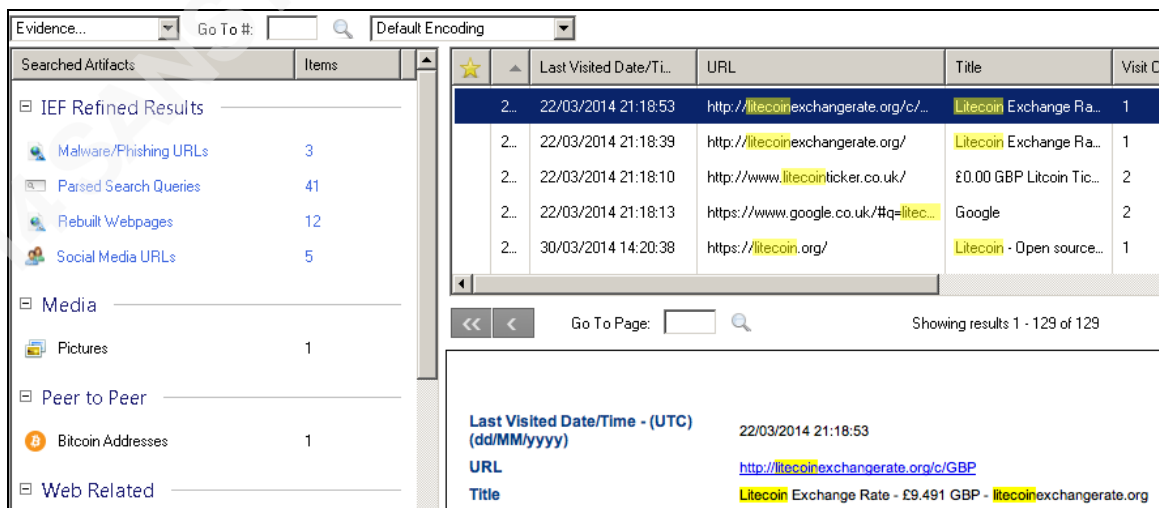 Evidence... Go To #: Default Encoding
Searched Artifacts Items
IEF Refined Results
Malware/Phishing URLs 3
Parsed Search Queries 41
Rebuilt Webpages 12
Social Media URLs 5
Media
Pictures 1
Peer to Peer
Bitcoin Addresses 1
Web Related
Last Visited Date/Ti... URL Title Visit C
2... 22/03/2014 21:18:53 http://litecoinexchangerate.org/c/... Litecoin Exchange Ra... 1
2... 22/03/2014 21:18:39 http://litecoinexchangerate.org/ Litecoin Exchange Ra... 1
2... 22/03/2014 21:18:10 http://www.litecointicker.co.uk/ £0.00 GBP Litcoin Tic... 2
2... 22/03/2014 21:18:13 https://www.google.co.uk/#q=litec... Google 2
2... 30/03/2014 14:20:38 https://litecoin.org/ Litecoin - Open source... 1
<< < Go To Page: Showing results 1 - 129 of 129
Last Visited Date/Time - (UTC) 22/03/2014 21:18:53
(dd/MM/yyyy)
URL http://litecoinexchangerate.org/c/GBP
Title Litecoin Exchange Rate - £9.491 GBP - litecoinexchangerate.org